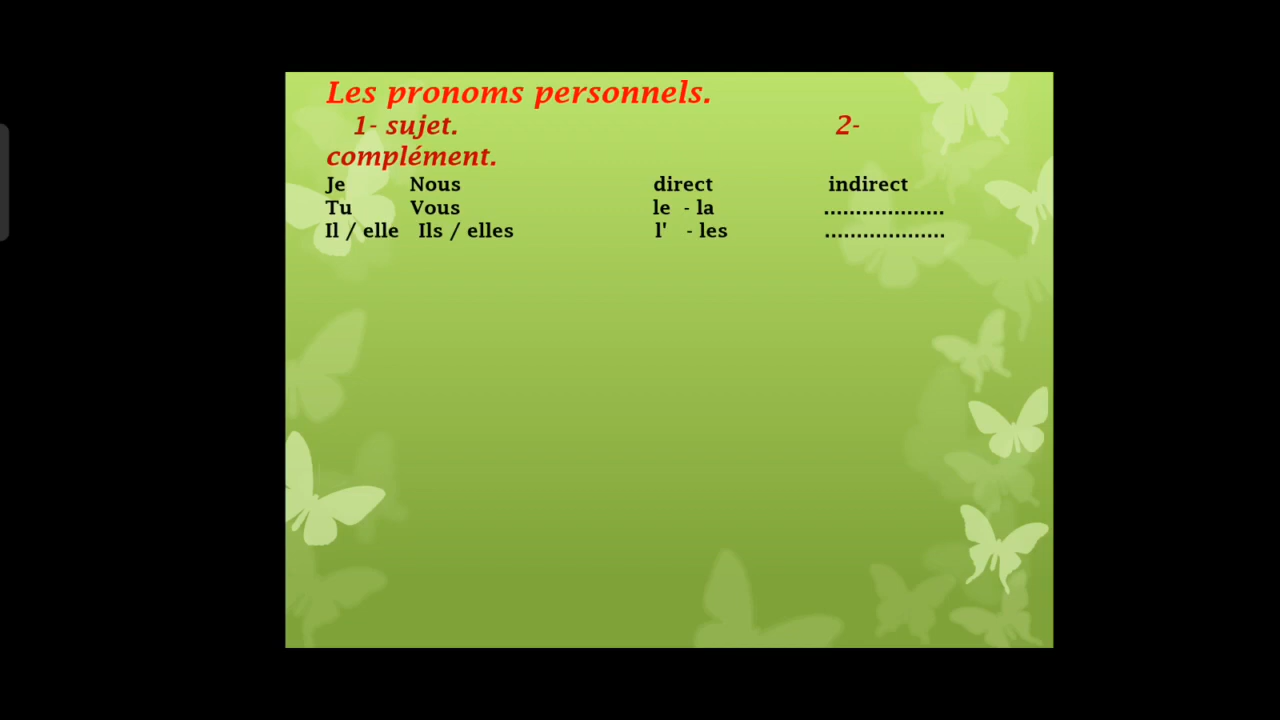 Les pronoms personnels.
1- sujet. 2-
complément.
Je Nous direct indirect
Tu Vous le - la ...................
Il / elle Ils / elles l' - les ...................